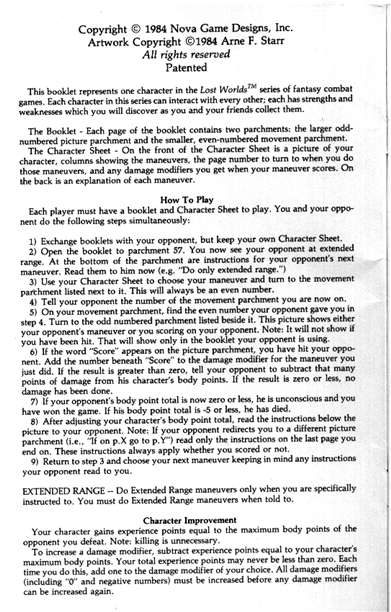 Copyright © 1984 Nova Game Designs, Inc.
Artwork Copyright ©1984 Arne F. Starr
All rights reserved
Patented
This booklet represents one character in the Lost Worlds™ series of fantasy combat
games. Each character in this series can interact with every other; each has strengths and
weaknesses which you will discover as you and your friends collect them.
The Booklet - Each page of the booklet contains two parchments: the larger odd-
numbered picture parchment and the smaller, even-numbered movement parchment.
The Character Sheet - On the front of the Character Sheet is a picture of your
character, columns showing the maneuvers, the page number to turn to when you do
those maneuvers, and any damage modifiers you get when your maneuver scores. On
the back is an explanation of each maneuver.
How To Play
Each player must have a booklet and Character Sheet to play. You and your oppo-
nent do the following steps simultaneously:
1) Exchange booklets with your opponent, but keep your own Character Sheet.
2) Open the booklet to parchment 57. You now see your opponent at extended
range. At the bottom of the parchment are instructions for your opponent's next
maneuver. Read them to him now (e.g. "Do only extended range.")
3) Use your Character Sheet to choose your maneuver and turn to the movement
parchment listed next to it. This will always be an even number.
4) Tell your opponent the number of the movement parchment you are now on.
5) On your movement parchment, find the even number your opponent gave you in
step 4. Turn to the odd numbered parchment listed beside it. This picture shows either
your opponent's maneuver or you scoring on your opponent. Note: It will not show if
you have been hit. That will show only in the booklet your opponent is using.
6) If the word "Score" appears on the picture parchment, you have hit your oppo-
nent. Add the number beneath "Score" to the damage modifier for the maneuver you
just did. If the result is greater than zero, tell your opponent to subtract that many
points of damage from his character's body points. If the result is zero or less, no
damage has been done.
7) If your opponent's body point total is now zero or less, he is unconscious and you
have won the game. If his body point total is -5 or less, he has died.
8) After adjusting your character's body point total, read the instructions below the
picture to your opponent. Note: If your opponent redirects you to a different picture
parchment (i.e., "If on p.X go to p.Y") read only the instructions on the last page you
end on. These instructions always apply whether you scored or not.
9) Return to step 3 and choose your next maneuver keeping in mind any instructions
your opponent read to you.
EXTENDED RANGE -- Do Extended Range maneuvers only when you are specifically
instructed to. You must do Extended Range maneuvers when told to.
Character Improvement
Your character gains experience points equal to the maximum body points of the
opponent you defeat. Note: killing is unnecessary.
To increase a damage modifier, subtract experience points equal to your character's
maximum body points. Your total experience points may never be less than zero. Each
time you do this, add one to the damage modifier of your choice. All damage modifiers
(including "0" and negative numbers) must be increased before any damage modifier
can be increased again.